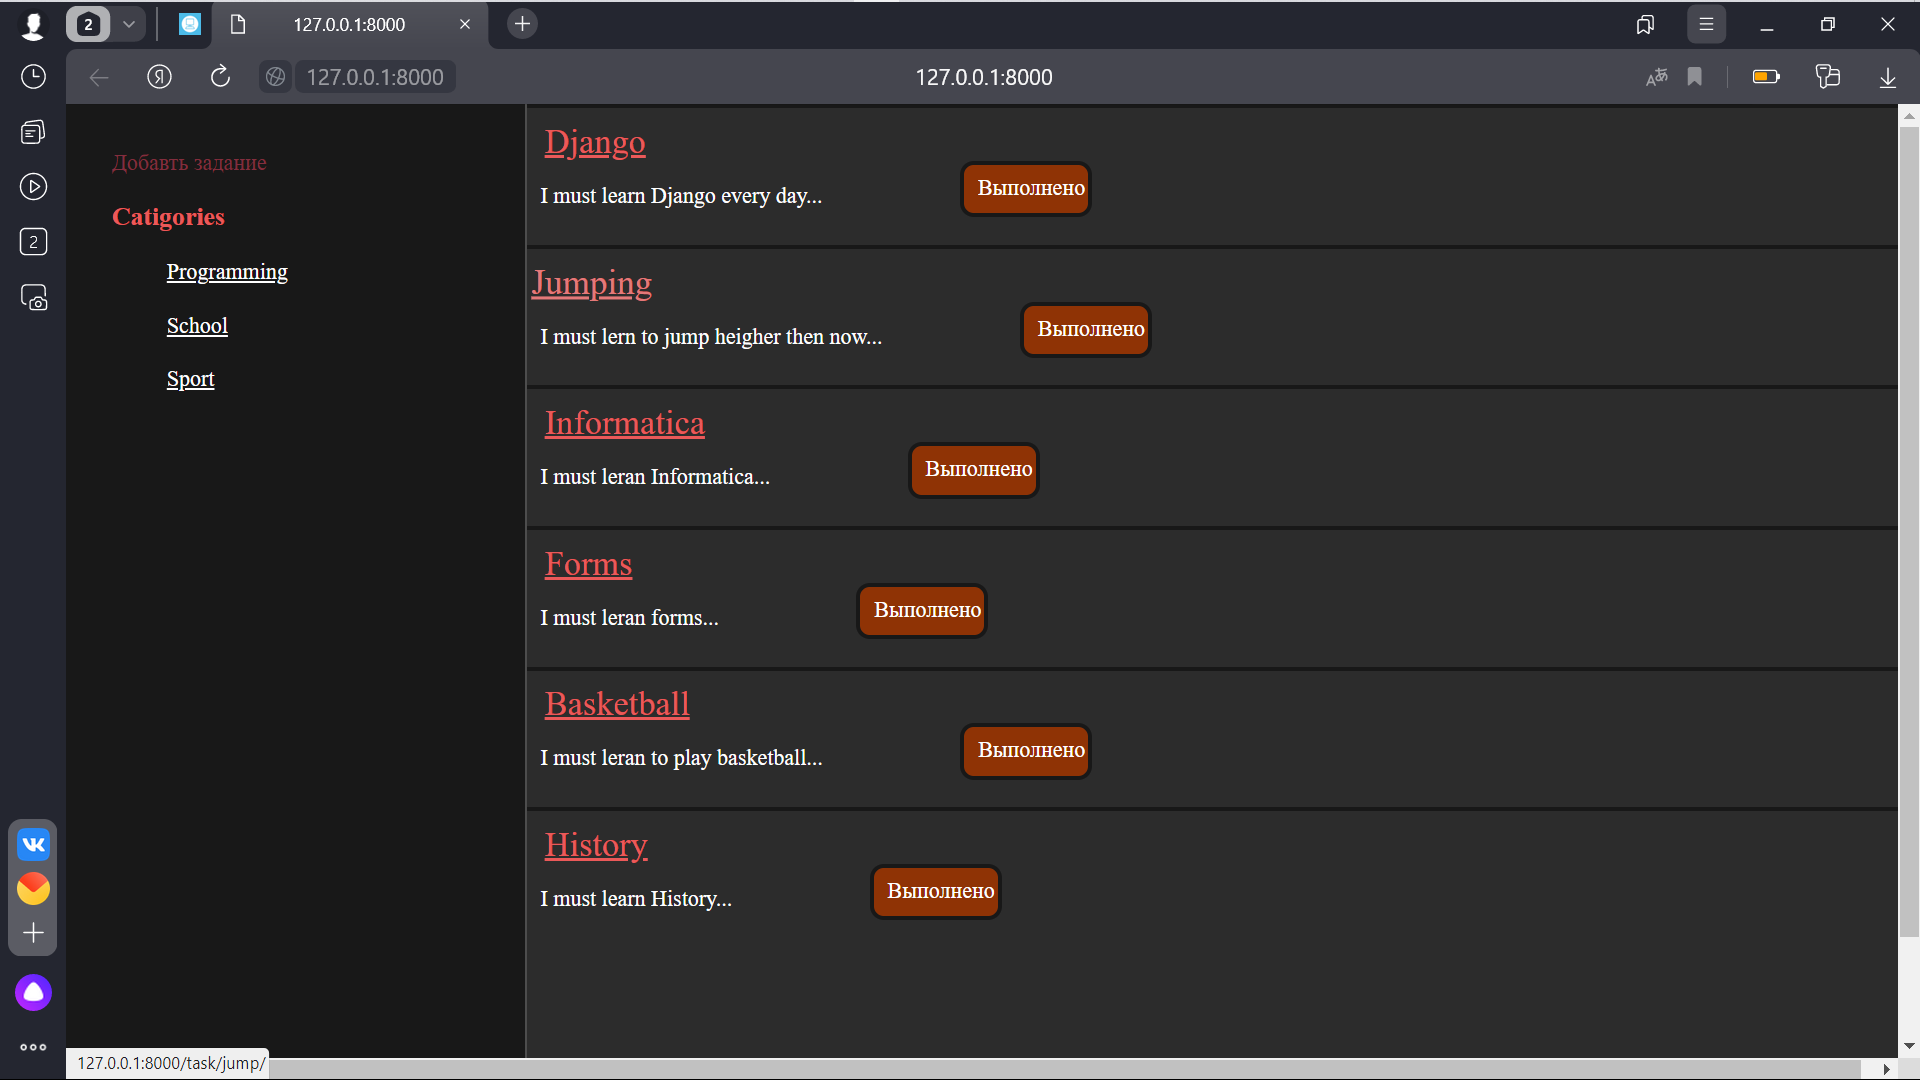 2
127.0.0.1:8000
Я
127.0.0.1:8000
127.0.0.1:8000
2
Добавть задание
Catigories
Programming
School
Sport
Django
I must learn Django every day...
Выполнено
Jumping
I must lern to jump heigher then now...
Выполнено
Informatica
I must leran Informatica...
Выполнено
Forms
I must leran forms...
Выполнено
Basketball
I must leran to play basketball...
Выполнено
History
I must learn History...
Выполнено
127.0.0.1:8000/task/jump/